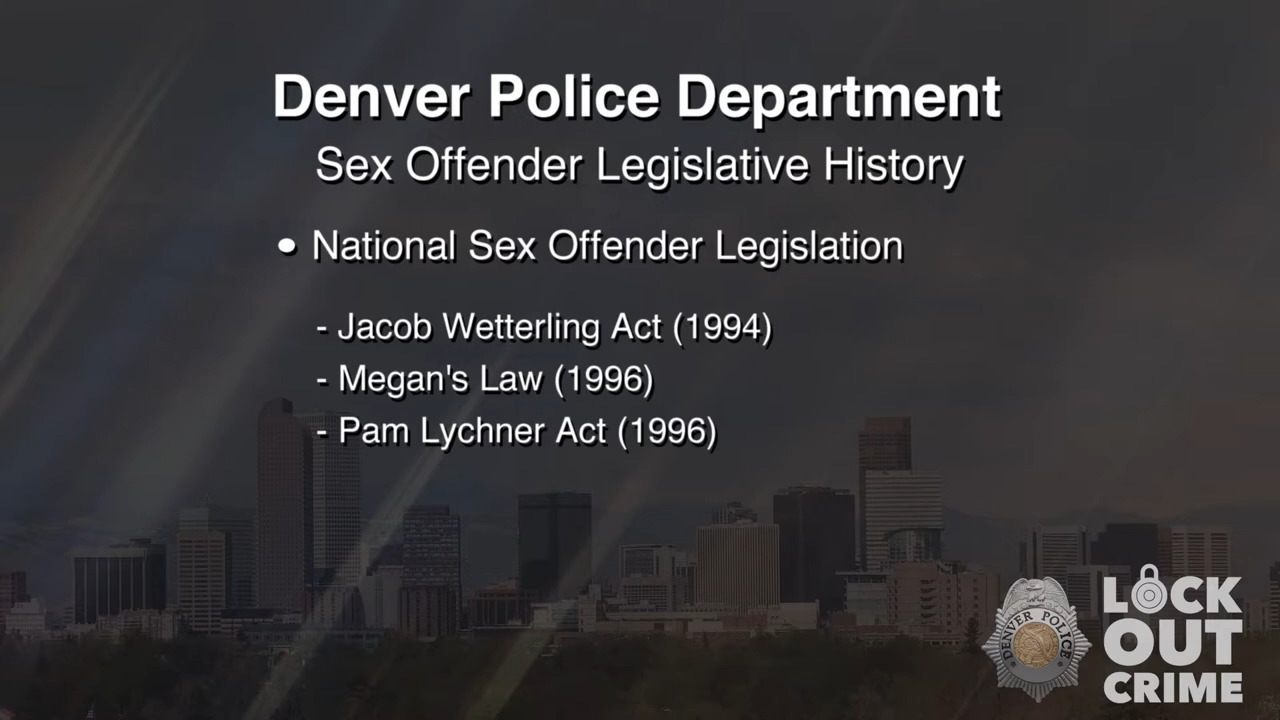 Denver Police Department
Sex Offender Legislative History
• National Sex Offender Legislation
- Jacob Wetterling Act (1994)
- Megan's Law (1996)
- Pam Lychner Act (1996)
DENVER POLICE
LOCK
OUT
CRIME